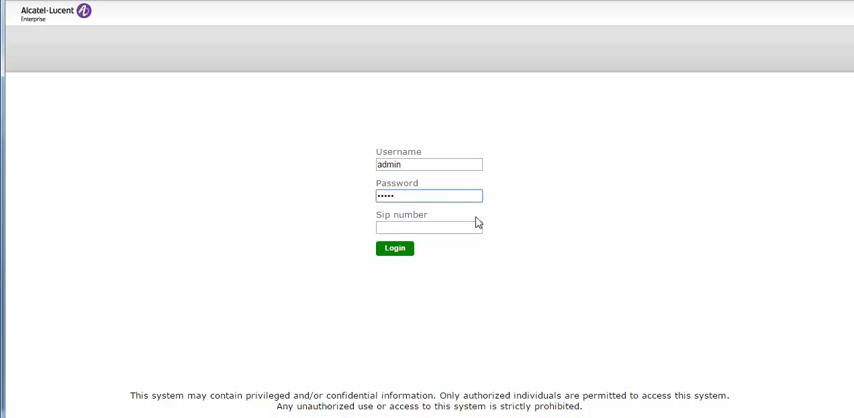 Alcatel·Lucent
Enterprise
Username
admin
Password
•••••
Sip number
Login
This system may contain privileged and/or confidential information. Only authorized individuals are permitted to access this system.
Any unauthorized use or access to this system is strictly prohibited.